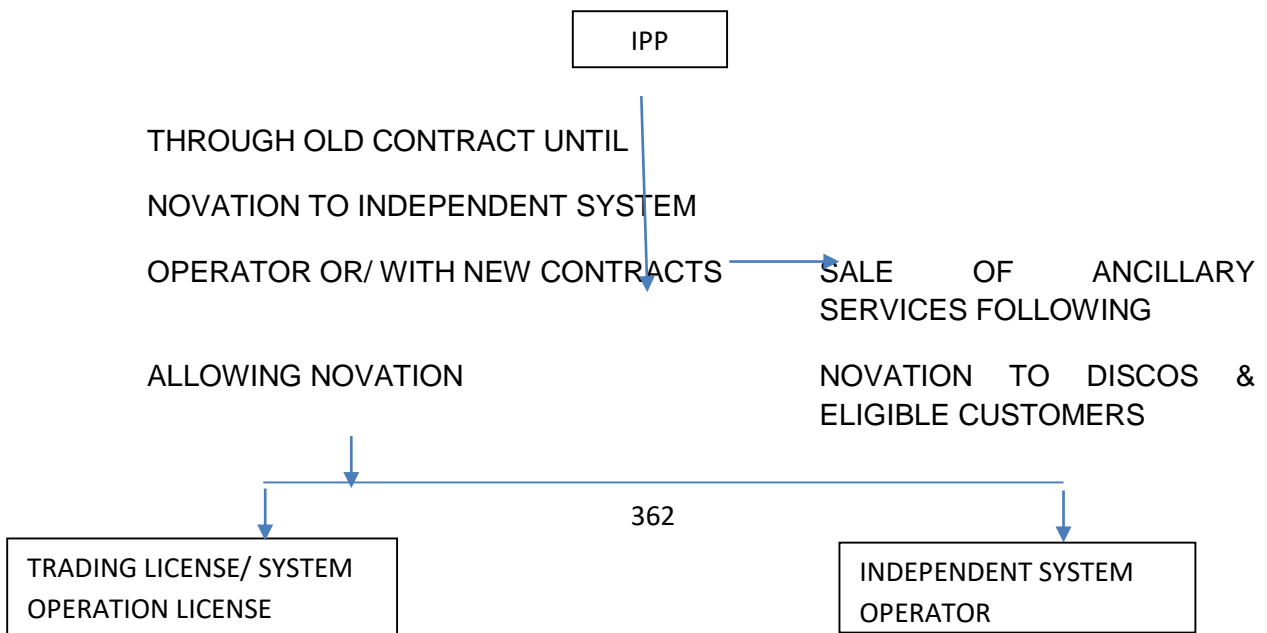 IPP
THROUGH OLD CONTRACT UNTIL
NOVATION TO INDEPENDENT SYSTEM
OPERATOR OR/ WITH NEW CONTRACTS
ALLOWING NOVATION
SALE OF ANCILLARY
SERVICES FOLLOWING
NOVATION TO DISCOS &
ELIGIBLE CUSTOMERS
362
TRADING LICENSE/ SYSTEM
OPERATION LICENSE
INDEPENDENT SYSTEM
OPERATOR